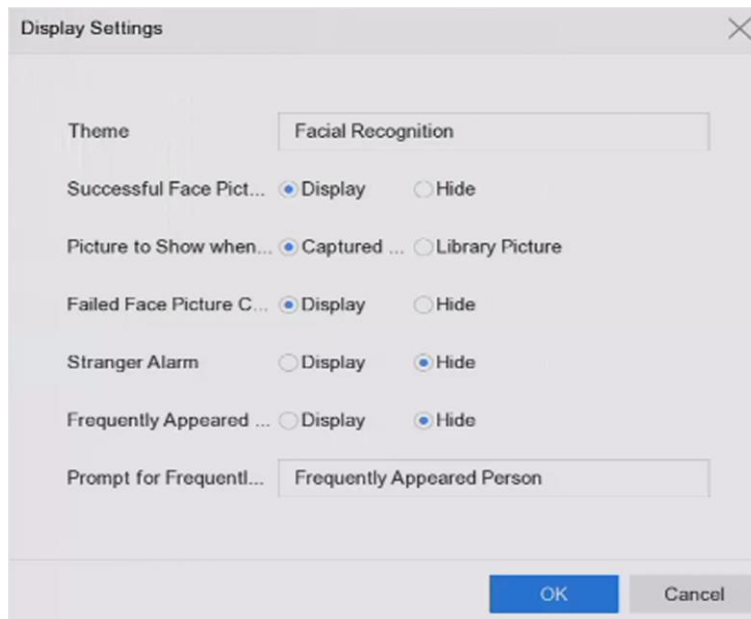 Display Settings
Theme Facial Recognition
Successful Face Pict... Display Hide
Picture to Show when... Captured ... Library Picture
Failed Face Picture C... Display Hide
Stranger Alarm Display Hide
Frequently Appeared ... Display Hide
Prompt for Frequentl... Frequently Appeared Person
OK Cancel